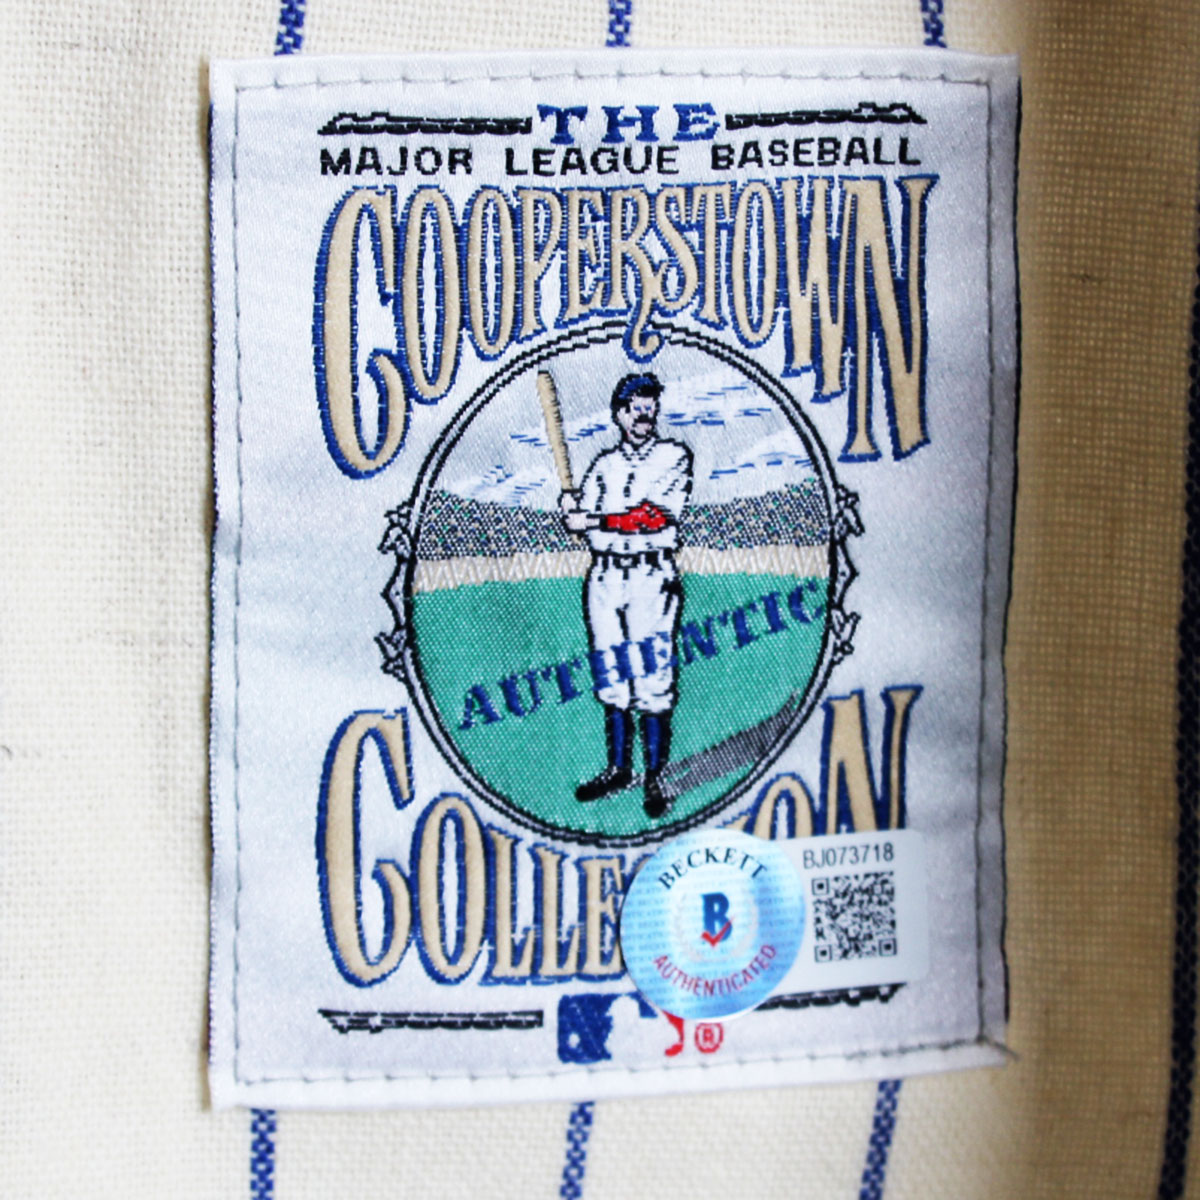 THE
MAJOR LEAGUE BASEBALL
COOPERSTOWN
AUTHENTIC
BECKETT
B
AUTHENTICATED
BJ073718
®